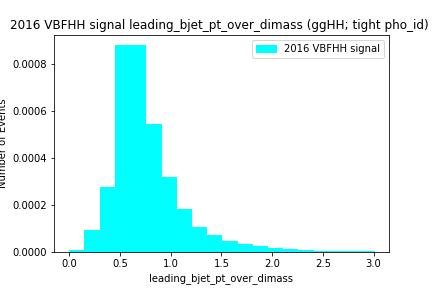 2016 VBFHH signal leading_bjet_pt_over_dimass (ggHH; tight pho_id)
2016 VBFHH signal
Number of Events
0.0008
0.0006
0.0004
0.0002
0.0000
0.0 0.5 1.0 1.5 2.0 2.5 3.0
leading_bjet_pt_over_dimass